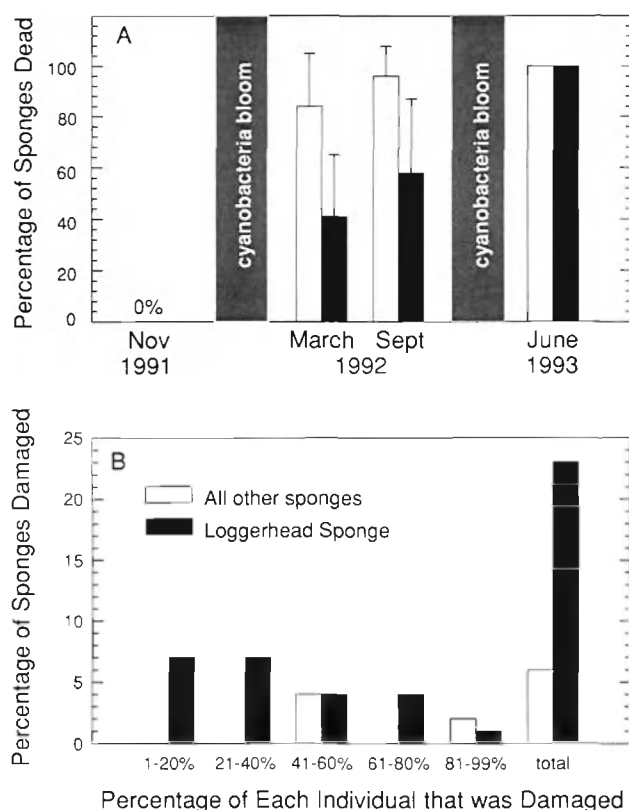 A
Percentage of Sponges Dead
100
80
60
40
20
0
0%
cyanobacteria bloom
cyanobacteria bloom
Nov
1991
March
Sept
1992
June
1993
B
Percentage of Sponges Damaged
25
20
15
10
5
0
All other sponges
Loggerhead Sponge
1-20%
21-40%
41-60%
61-80%
81-99%
total
Percentage of Each Individual that was Damaged